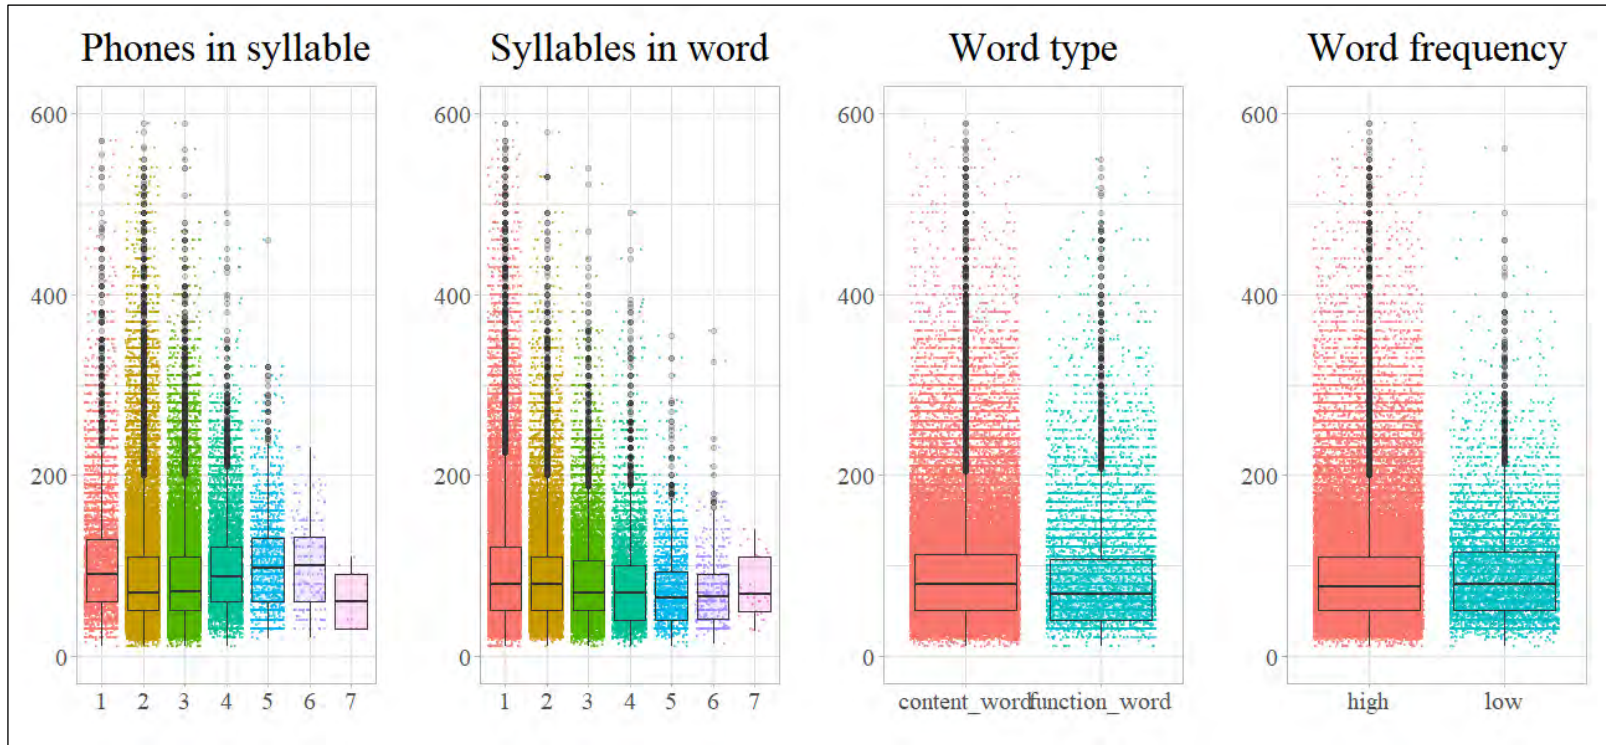 Phones in syllable
600
400
200
0
1 2 3 4 5 6 7
Syllables in word
600
400
200
0
1 2 3 4 5 6 7
Word type
600
400
200
0
content_word function_word
Word frequency
600
400
200
0
high low